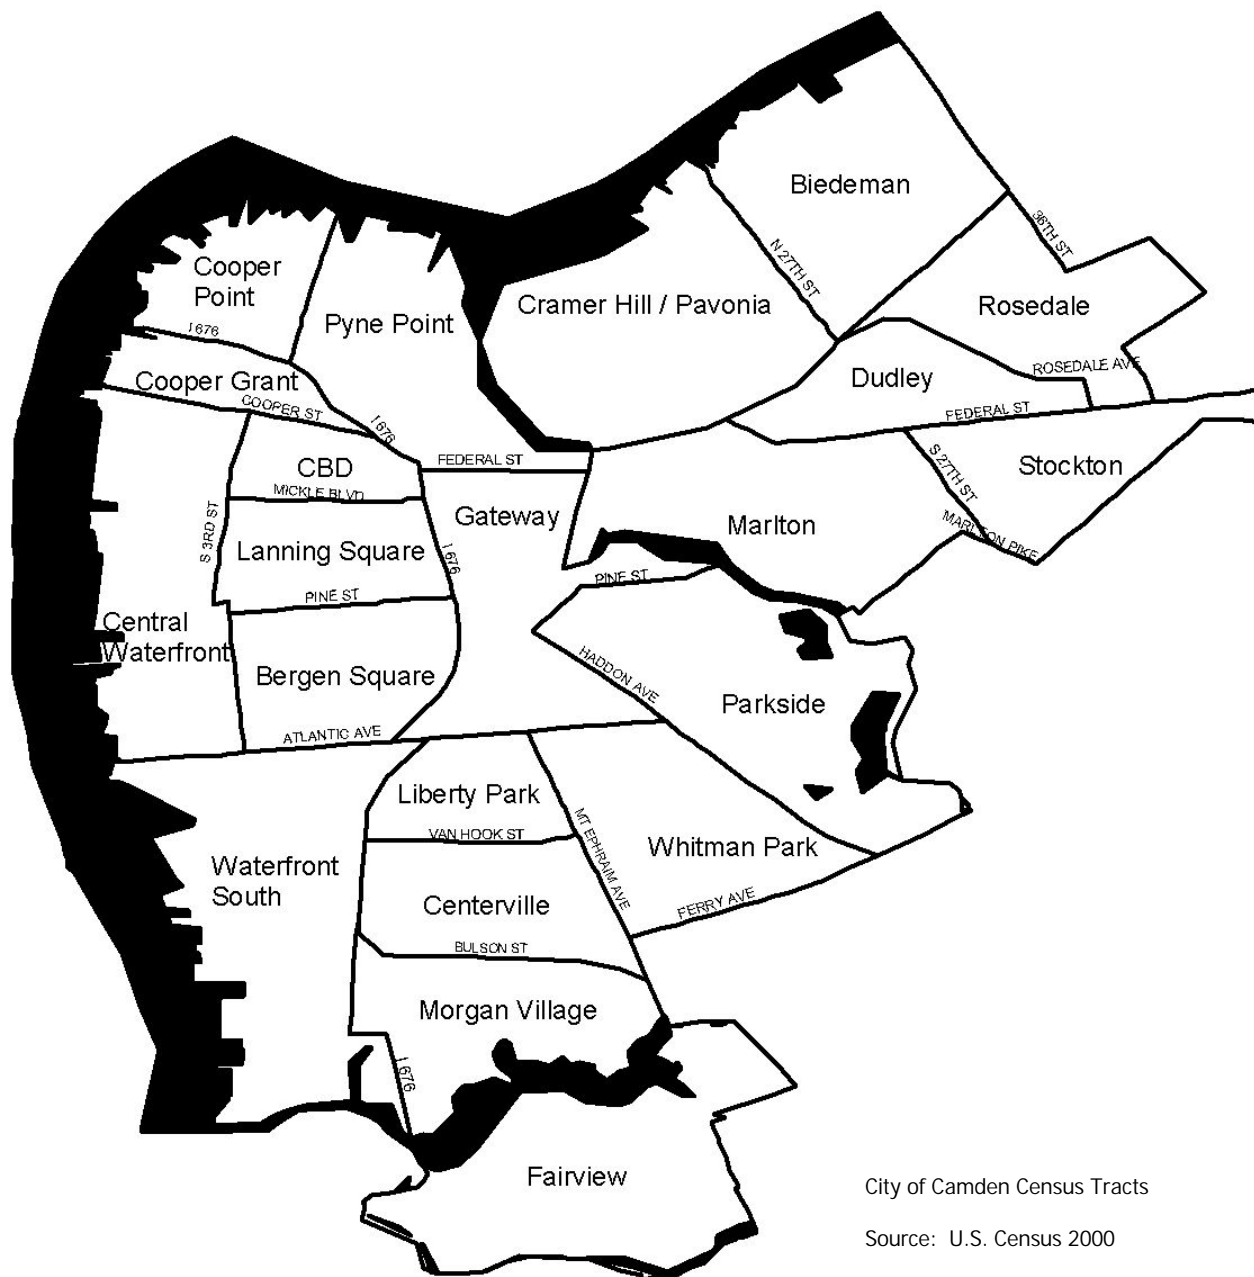 Biedeman
36TH ST
N 27TH ST
Cooper
Point
Cramer Hill / Pavonia
Rosedale
Pyne Point
I 676
Cooper Grant
Dudley
ROSEDALE AVE
COOPER ST
FEDERAL ST
I 676
CBD
FEDERAL ST
S 27TH ST
Stockton
MICKLE BLVD
Gateway
Marlton
MARLTON PIKE
S 3RD ST
Lanning Square
I 676
PINE ST
PINE ST
Central
Waterfront
Bergen Square
HADDON AVE
Parkside
ATLANTIC AVE
Liberty Park
VAN HOOK ST
MT EPHRAIM AVE
Whitman Park
Waterfront
South
Centerville
FERRY AVE
BULSON ST
Morgan Village
I 676
Fairview
City of Camden Census Tracts
Source: U.S. Census 2000